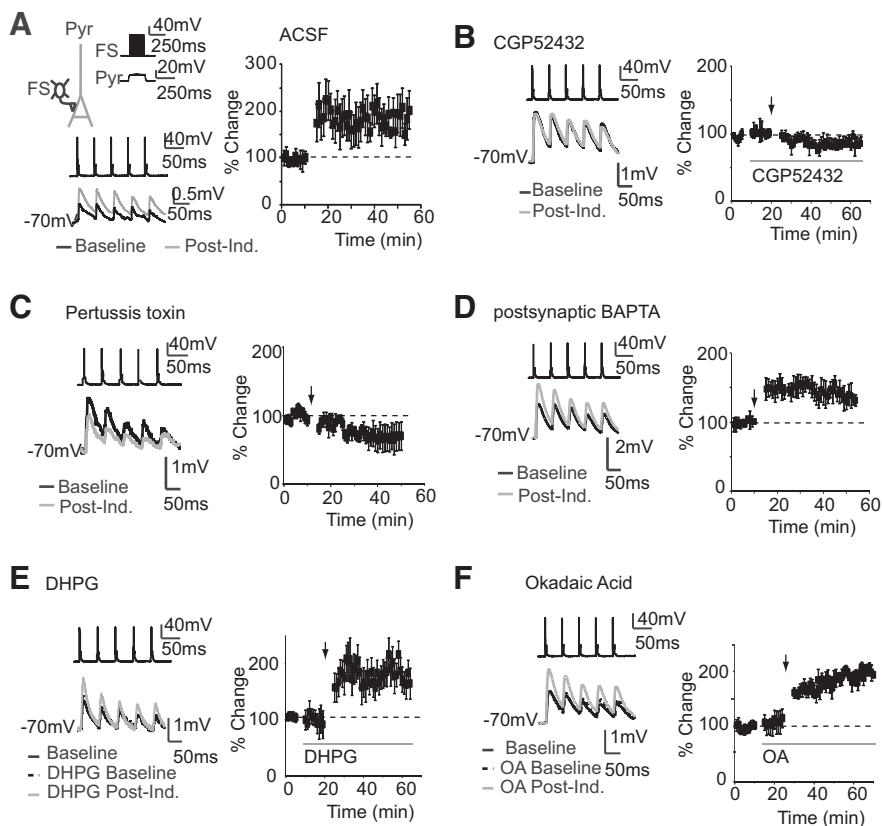 A
Pyr
FS
FS
40mV
250ms
Pyr
20mV
250ms
40mV
50ms
0.5mV
50ms
-70mV
Baseline
Post-Ind.
ACSF
% Change
300
200
100
0
0 20 40 60
Time (min)
B
CGP52432
40mV
50ms
-70mV
1mV
50ms
Baseline
Post-Ind.
% Change
200
100
0
CGP52432
0 20 40 60
Time (min)
C
Pertussis toxin
40mV
50ms
-70mV
1mV
50ms
Baseline
Post-Ind.
% Change
200
100
0
0 20 40 60
Time (min)
D
postsynaptic BAPTA
40mV
50ms
-70mV
2mV
50ms
Baseline
Post-Ind.
% Change
200
100
0
0 20 40 60
Time (min)
E
DHPG
40mV
50ms
-70mV
1mV
50ms
Baseline
DHPG Baseline
DHPG Post-Ind.
% Change
200
100
0
DHPG
0 20 40 60
Time (min)
F
Okadaic Acid
40mV
50ms
-70mV
1mV
50ms
Baseline
OA Baseline
OA Post-Ind.
% Change
200
100
0
OA
0 20 40 60
Time (min)